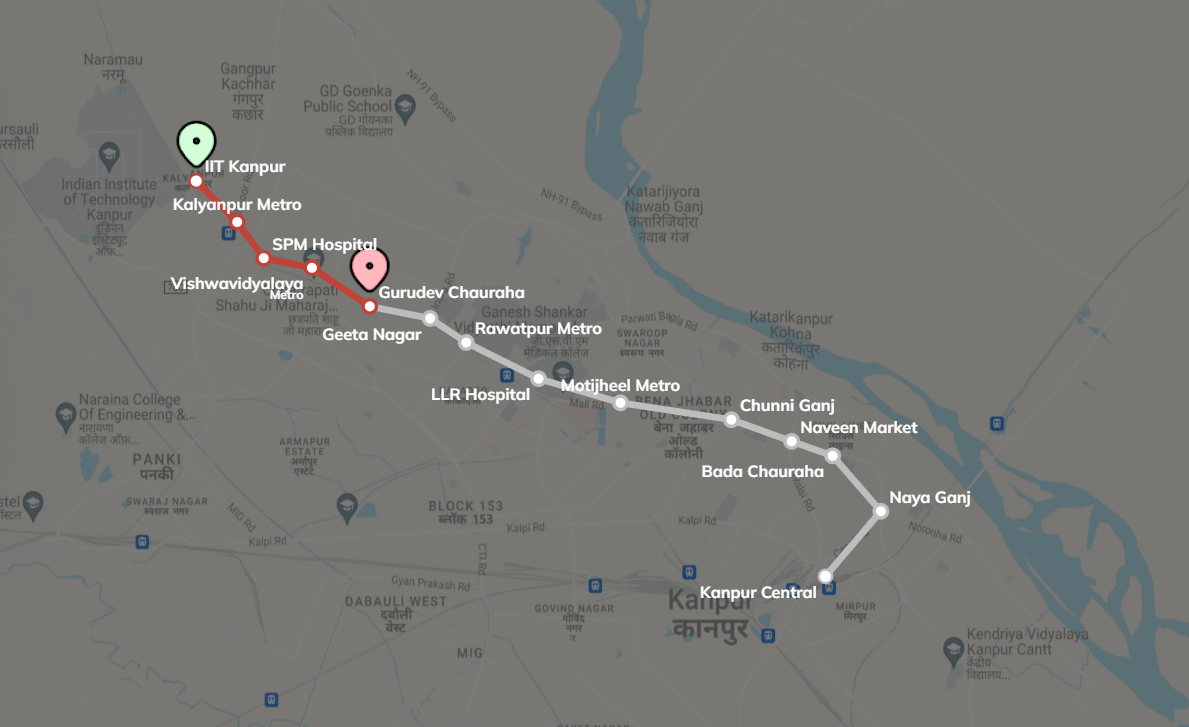 Naramau
नरमू
Gangpur
Kachhar
गंगपुर
कछार
GD Goenka
Public School
GD गोयनका
पब्लिक विद्यालय
NH-91 Bypass
IIT Kanpur
Indian Institute
of Technology
Kanpur
इंडियन
इंस्टिट्यूट
ऑफ़...
Kalyanpur Metro
NH-91 Bypass
Katarijiyora
Nawab Ganj
कतारिजियोरा
नवाब गंज
SPM Hospital
Vishwavidyalaya
Metro
Shahu Ji Maharaj...
छत्रपति शाहू
जी महारा
Gurudev Chauraha
Geeta Nagar
Ganesh Shankar
जी.एस.वी.एम
मेडिकल कॉलेज
Rawatpur Metro
Parwati Bagla Rd
SWAROOP
NAGAR
स्वरूप नगर
Katarikanpur
Kohna
कतारिकंपुर
कोहना
LLR Hospital
Motijheel Metro
Mall Rd
BENA JHABAR
OLD COLONY
बेना जहाबर
ओल्ड
कॉलोनी
Chunni Ganj
Naveen Market
सिविल
लाइन्स
Bada Chauraha
Naya Ganj
Naraina College
Of Engineering &...
नारायणा
कॉलेज ऑफ़...
PANKI
पनकी
ARMAPUR
ESTATE
अर्मापुर
एस्टेट
SWARAJ NAGAR
स्वराज नगर
MIG Rd
Kalpi Rd
BLOCK 153
ब्लॉक 153
Kalpi Rd
Kalpi Rd
Noronha Rd
CTI Rd
Gyan Prakash Rd
DABAULI WEST
दबौली
वेस्ट
GOVIND NAGAR
गोविंद
नगर
Kanpur Central
Kanpur
कानपुर
MIRPUR
मिरपुर
MIG
Kendriya Vidyalaya
Kanpur Cantt
केंद्रीय
विद्यालय...